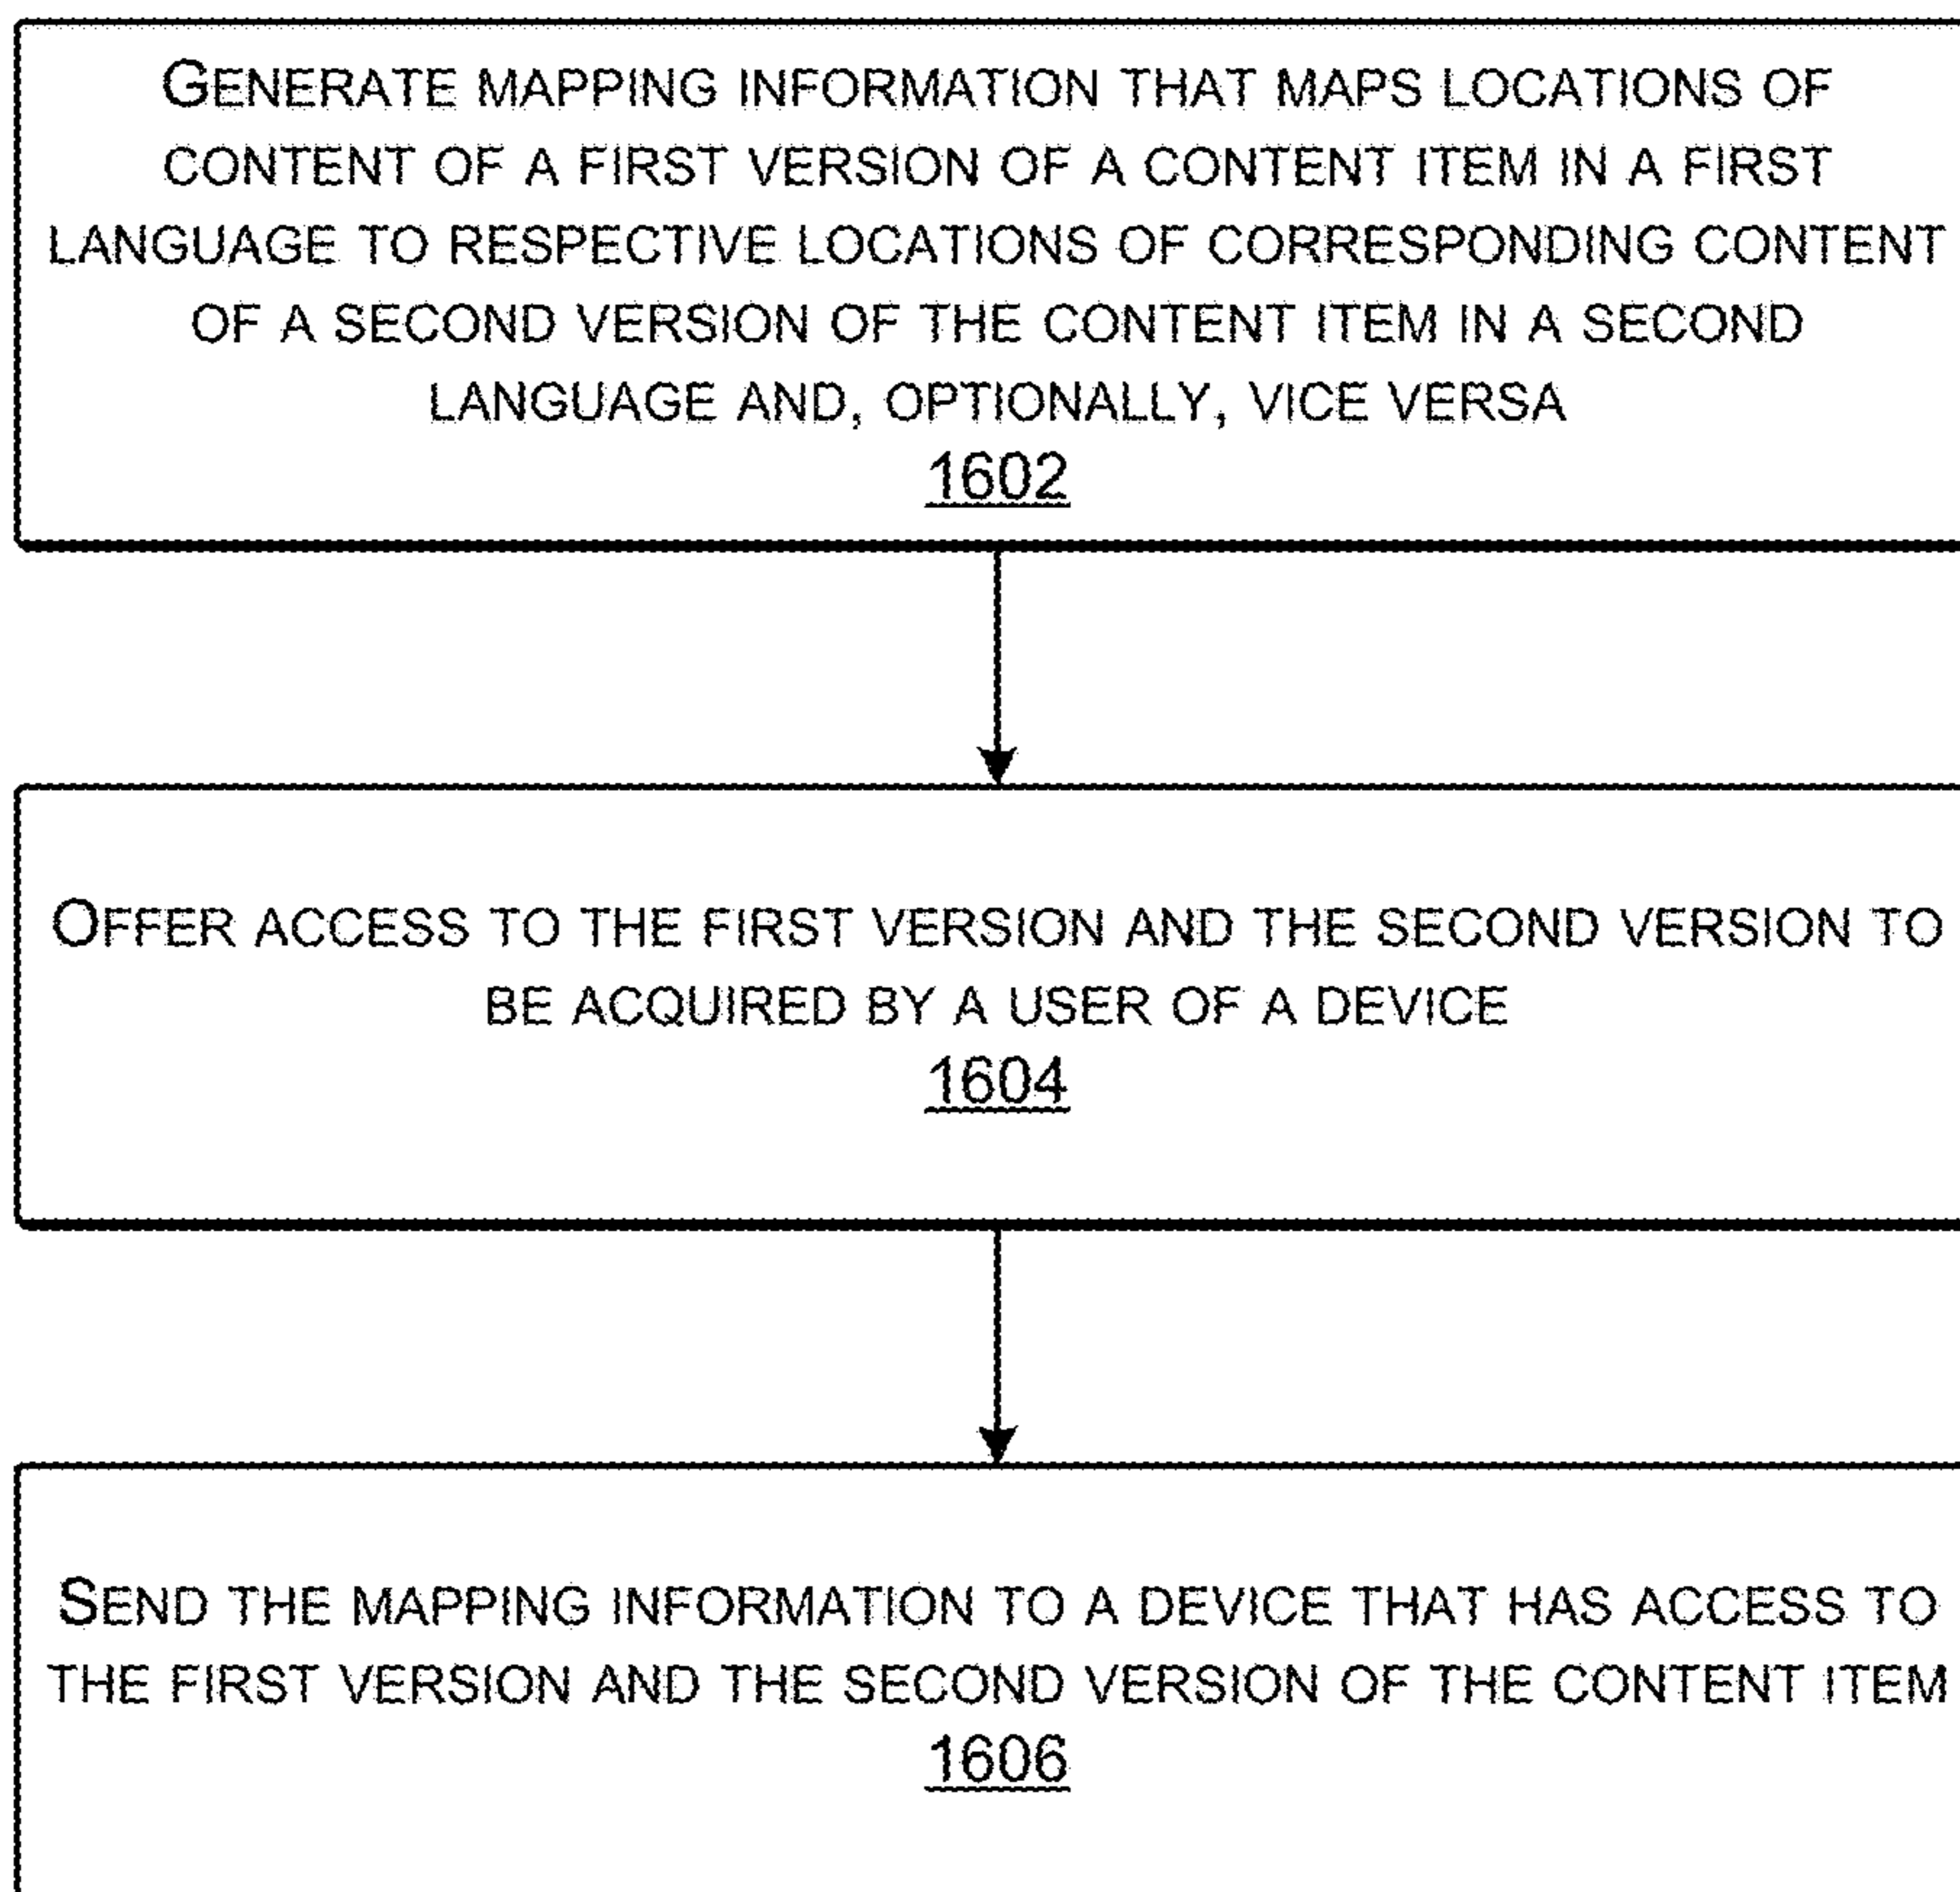 GENERATE MAPPING INFORMATION THAT MAPS LOCATIONS OF
CONTENT OF A FIRST VERSION OF A CONTENT ITEM IN A FIRST
LANGUAGE TO RESPECTIVE LOCATIONS OF CORRESPONDING CONTENT
OF A SECOND VERSION OF THE CONTENT ITEM IN A SECOND
LANGUAGE AND, OPTIONALLY, VICE VERSA
1602
OFFER ACCESS TO THE FIRST VERSION AND THE SECOND VERSION TO
BE ACQUIRED BY A USER OF A DEVICE
1604
SEND THE MAPPING INFORMATION TO A DEVICE THAT HAS ACCESS TO
THE FIRST VERSION AND THE SECOND VERSION OF THE CONTENT ITEM
1606